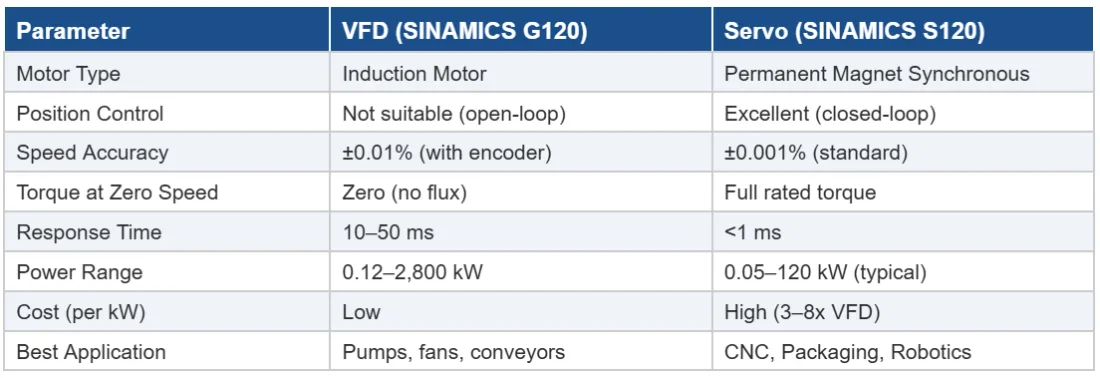 Parameter VFD (SINAMICS G120) Servo (SINAMICS S120)
Motor Type Induction Motor Permanent Magnet Synchronous
Position Control Not suitable (open-loop) Excellent (closed-loop)
Speed Accuracy ±0.01% (with encoder) ±0.001% (standard)
Torque at Zero Speed Zero (no flux) Full rated torque
Response Time 10–50 ms <1 ms
Power Range 0.12–2,800 kW 0.05–120 kW (typical)
Cost (per kW) Low High (3–8x VFD)
Best Application Pumps, fans, conveyors CNC, Packaging, Robotics